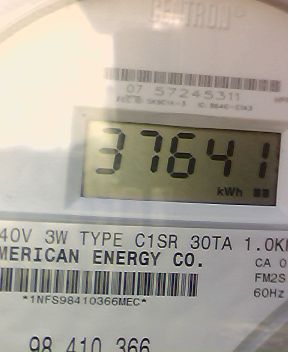 CENTRON
07 57245311
37641
kWh
40V 3W TYPE C1SR 30TA 1.0K
MERICAN ENERGY CO.
CA 0
FM2S
60Hz
*1NFS98410366MEC*
98 410 366